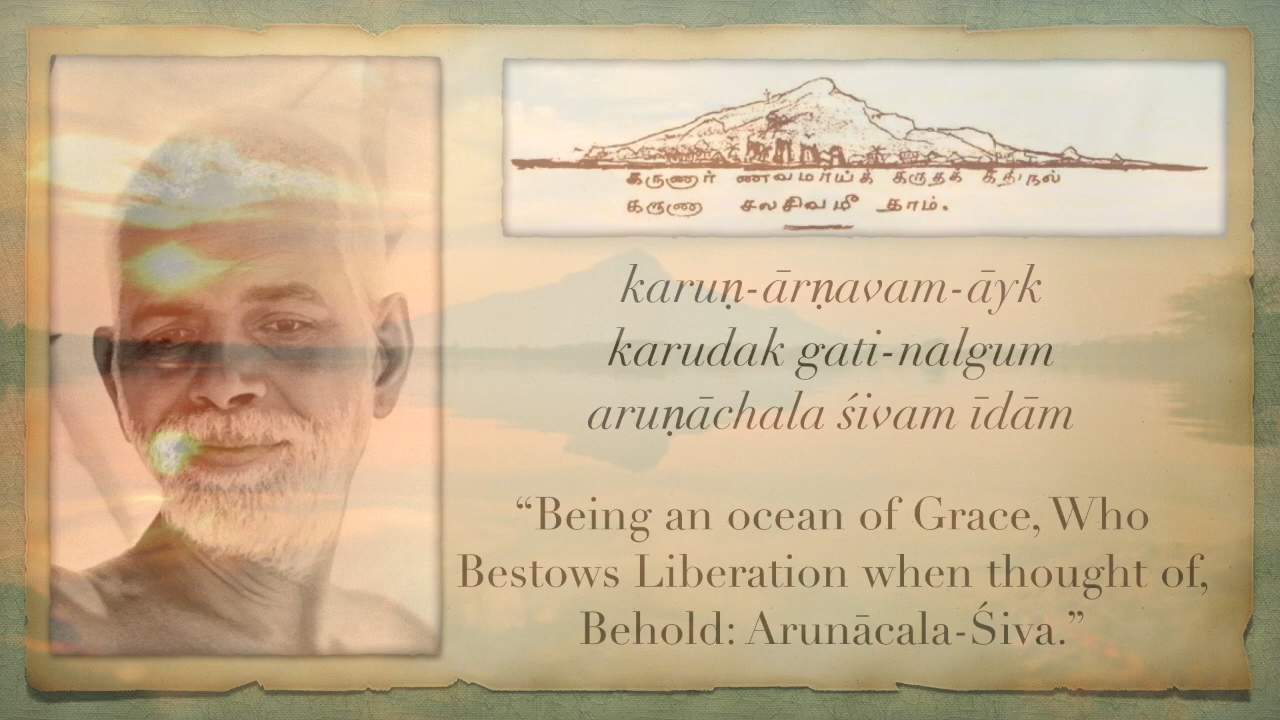 கருணார் ணவமாய்க் கருதக் கதிநல்
கருணா சலசிவமீ தாம்.
karuṇ-ārṇavam-āyk
karudak gati-nalgum
aruṇāchala śivam īdām
“Being an ocean of Grace, Who
Bestows Liberation when thought of,
Behold: Arunācala-Śiva.”